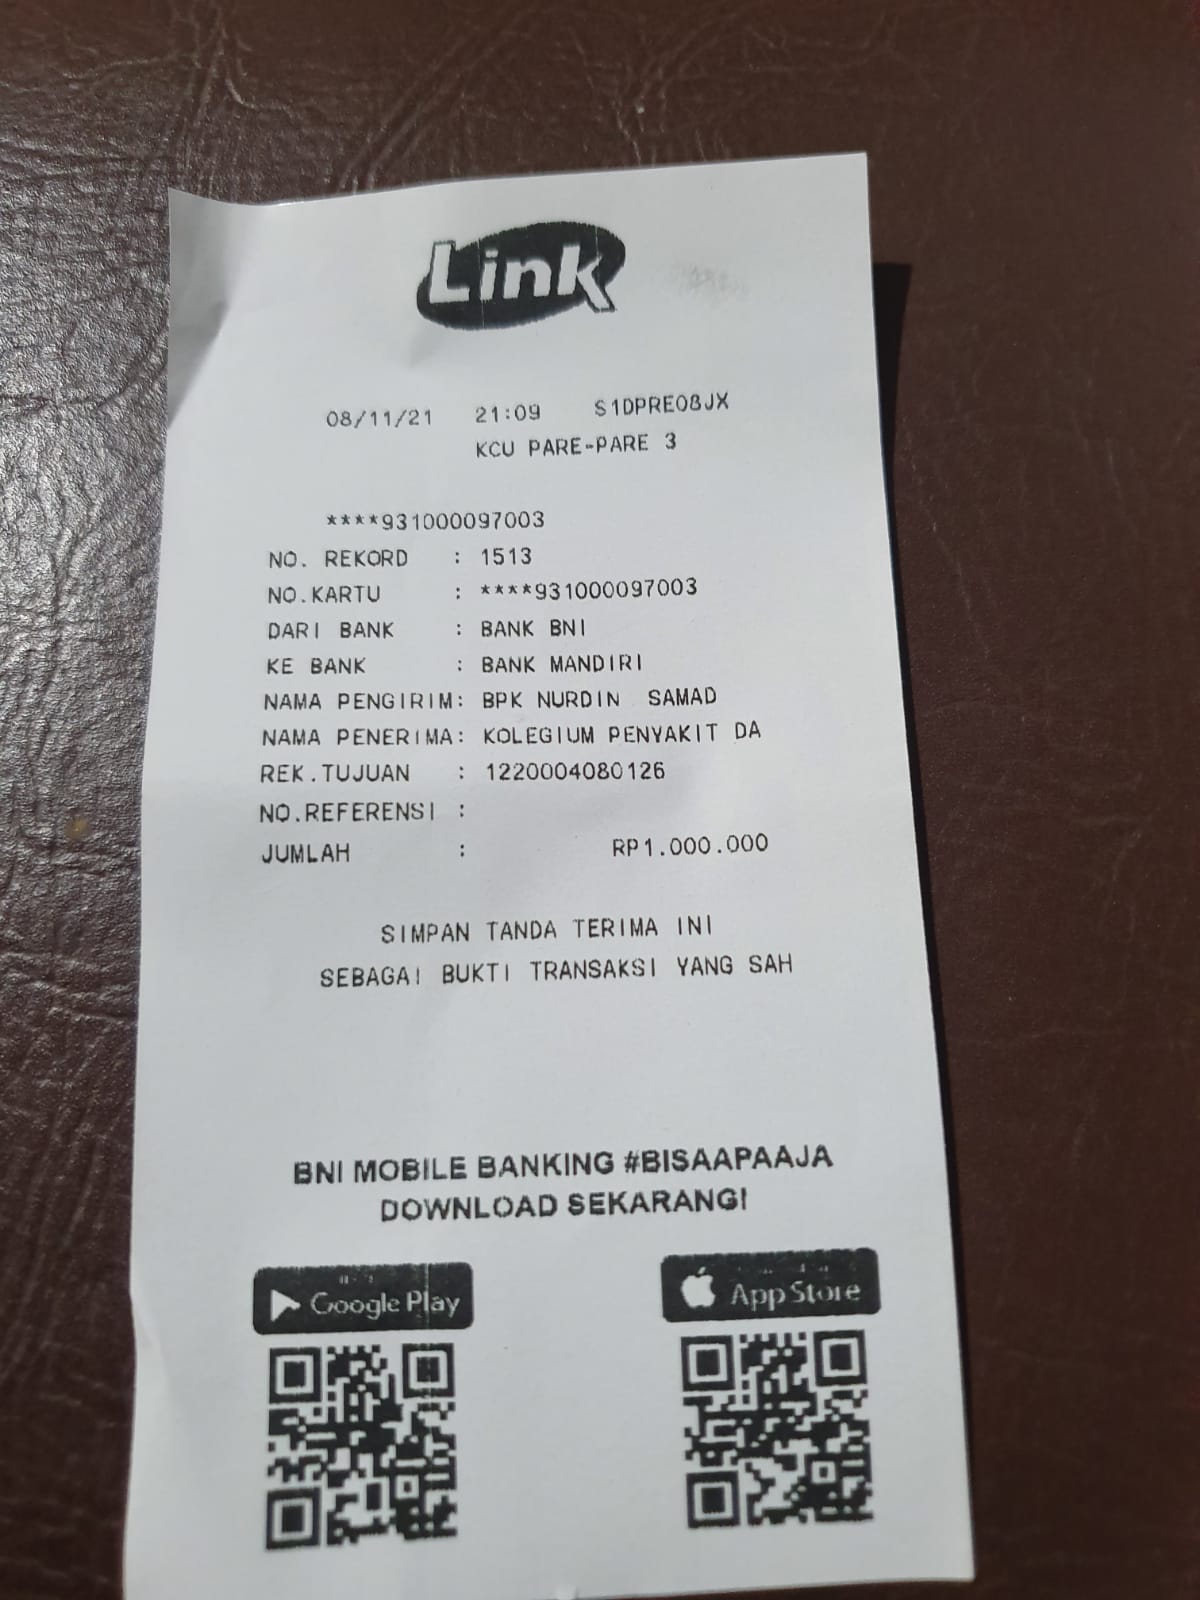 Link
08/11/21 21:09 S1DPRE08JX
KCU PARE-PARE 3
****931000097003
NO. REKORD : 1513
NO.KARTU : ****931000097003
DARI BANK : BANK BNI
KE BANK : BANK MANDIRI
NAMA PENGIRIM: BPK NURDIN SAMAD
NAMA PENERIMA: KOLEGIUM PENYAKIT DA
REK.TUJUAN : 1220004080126
NO.REFERENSI :
JUMLAH : RP1.000.000
SIMPAN TANDA TERIMA INI
SEBAGAI BUKTI TRANSAKSI YANG SAH
BNI MOBILE BANKING #BISAAPAAJA
DOWNLOAD SEKARANG!
Google Play
App Store